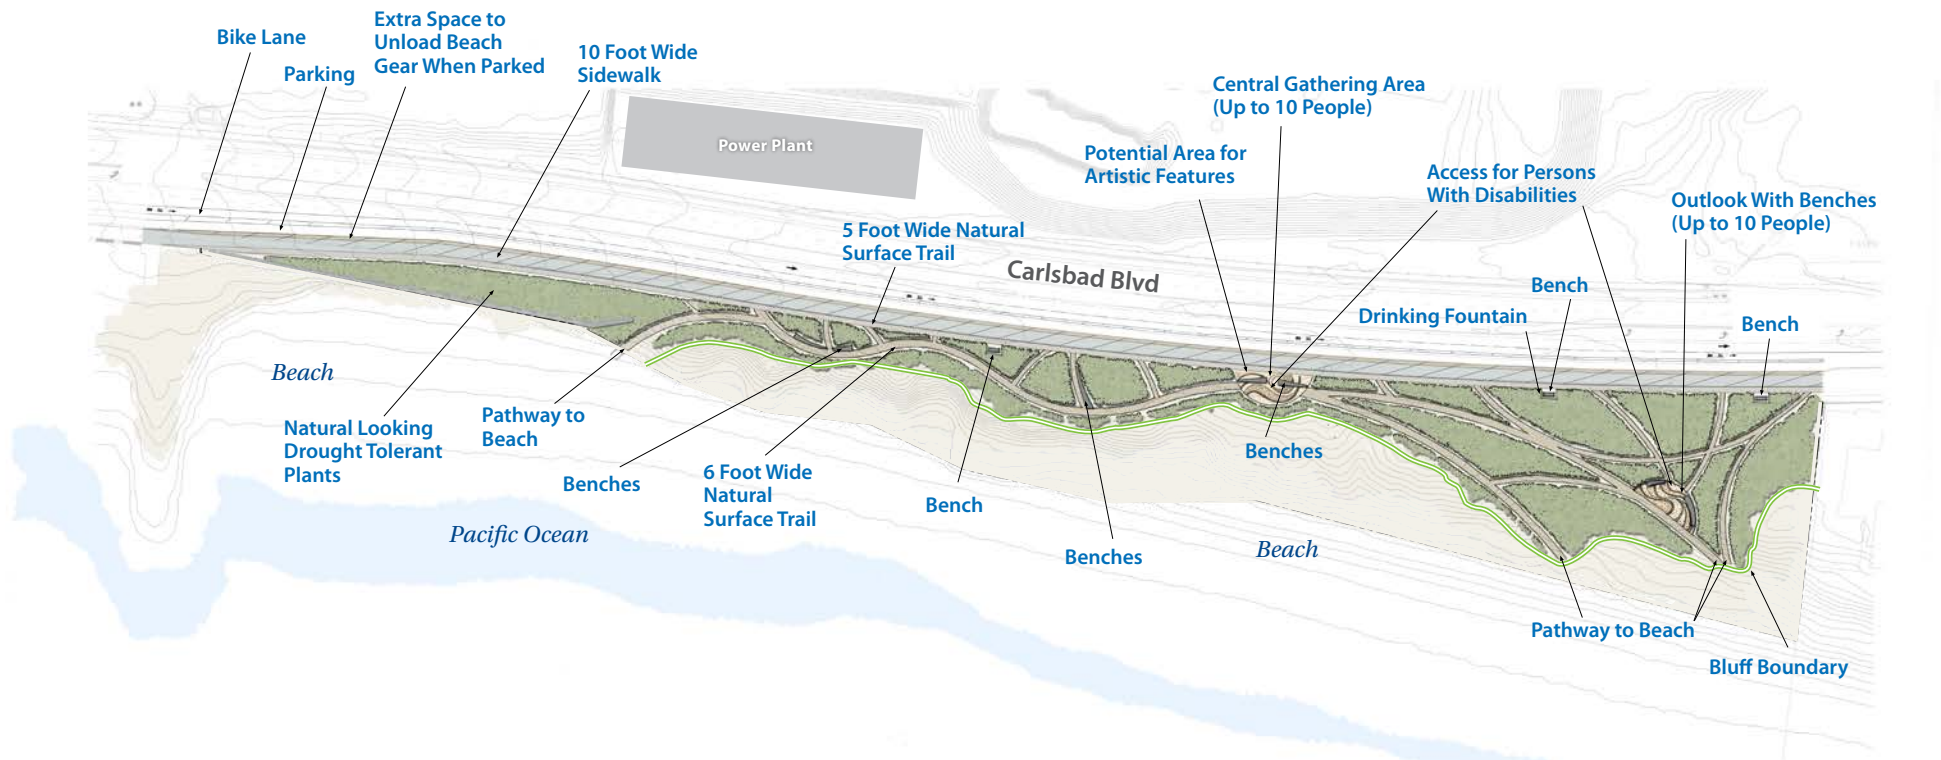 Bike Lane
Parking
Extra Space to
Unload Beach
Gear When Parked
10 Foot Wide
Sidewalk
Power Plant
Central Gathering Area
(Up to 10 People)
Potential Area for
Artistic Features
Access for Persons
With Disabilities
Outlook With Benches
(Up to 10 People)
5 Foot Wide Natural
Surface Trail
Carlsbad Blvd
Bench
Drinking Fountain
Bench
Beach
Pathway to
Beach
Natural Looking
Drought Tolerant
Plants
Benches
6 Foot Wide
Natural
Surface Trail
Bench
Benches
Benches
Pacific Ocean
Beach
Pathway to Beach
Bluff Boundary